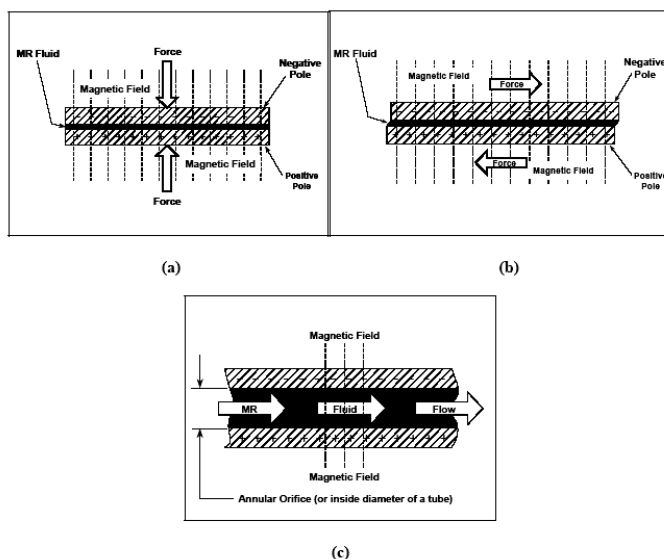 Force
MR Fluid
Negative
Pole
Magnetic Field
Magnetic Field
Positive
Pole
Force
(a)
MR Fluid
Magnetic Field
Force
Negative
Pole
Force
Magnetic Field
Positive
Pole
(b)
Magnetic Field
MR Fluid Flow
Magnetic Field
Annular Orifice (or inside diameter of a tube)
(c)